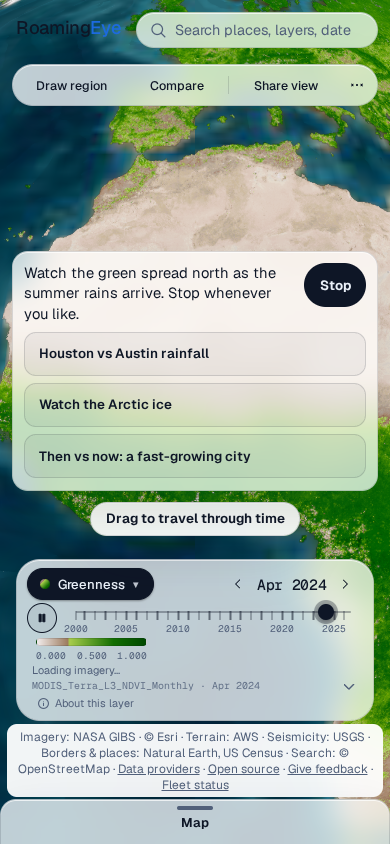 RoamingEye
Search places, layers, date
Draw region
Compare
Share view
···
Watch the green spread north as the
summer rains arrive. Stop whenever
you like.
Stop
Houston vs Austin rainfall
Watch the Arctic ice
Then vs now: a fast-growing city
Drag to travel through time
Greenness ▾
Apr 2024
2000 2005 2010 2015 2020 2025
0.000 0.500 1.000
Loading imagery…
MODIS_Terra_L3_NDVI_Monthly · Apr 2024
About this layer
Imagery: NASA GIBS · © Esri · Terrain: AWS · Seismicity: USGS ·
Borders & places: Natural Earth, US Census · Search: ©
OpenStreetMap · Data providers · Open source · Give feedback ·
Fleet status
Map